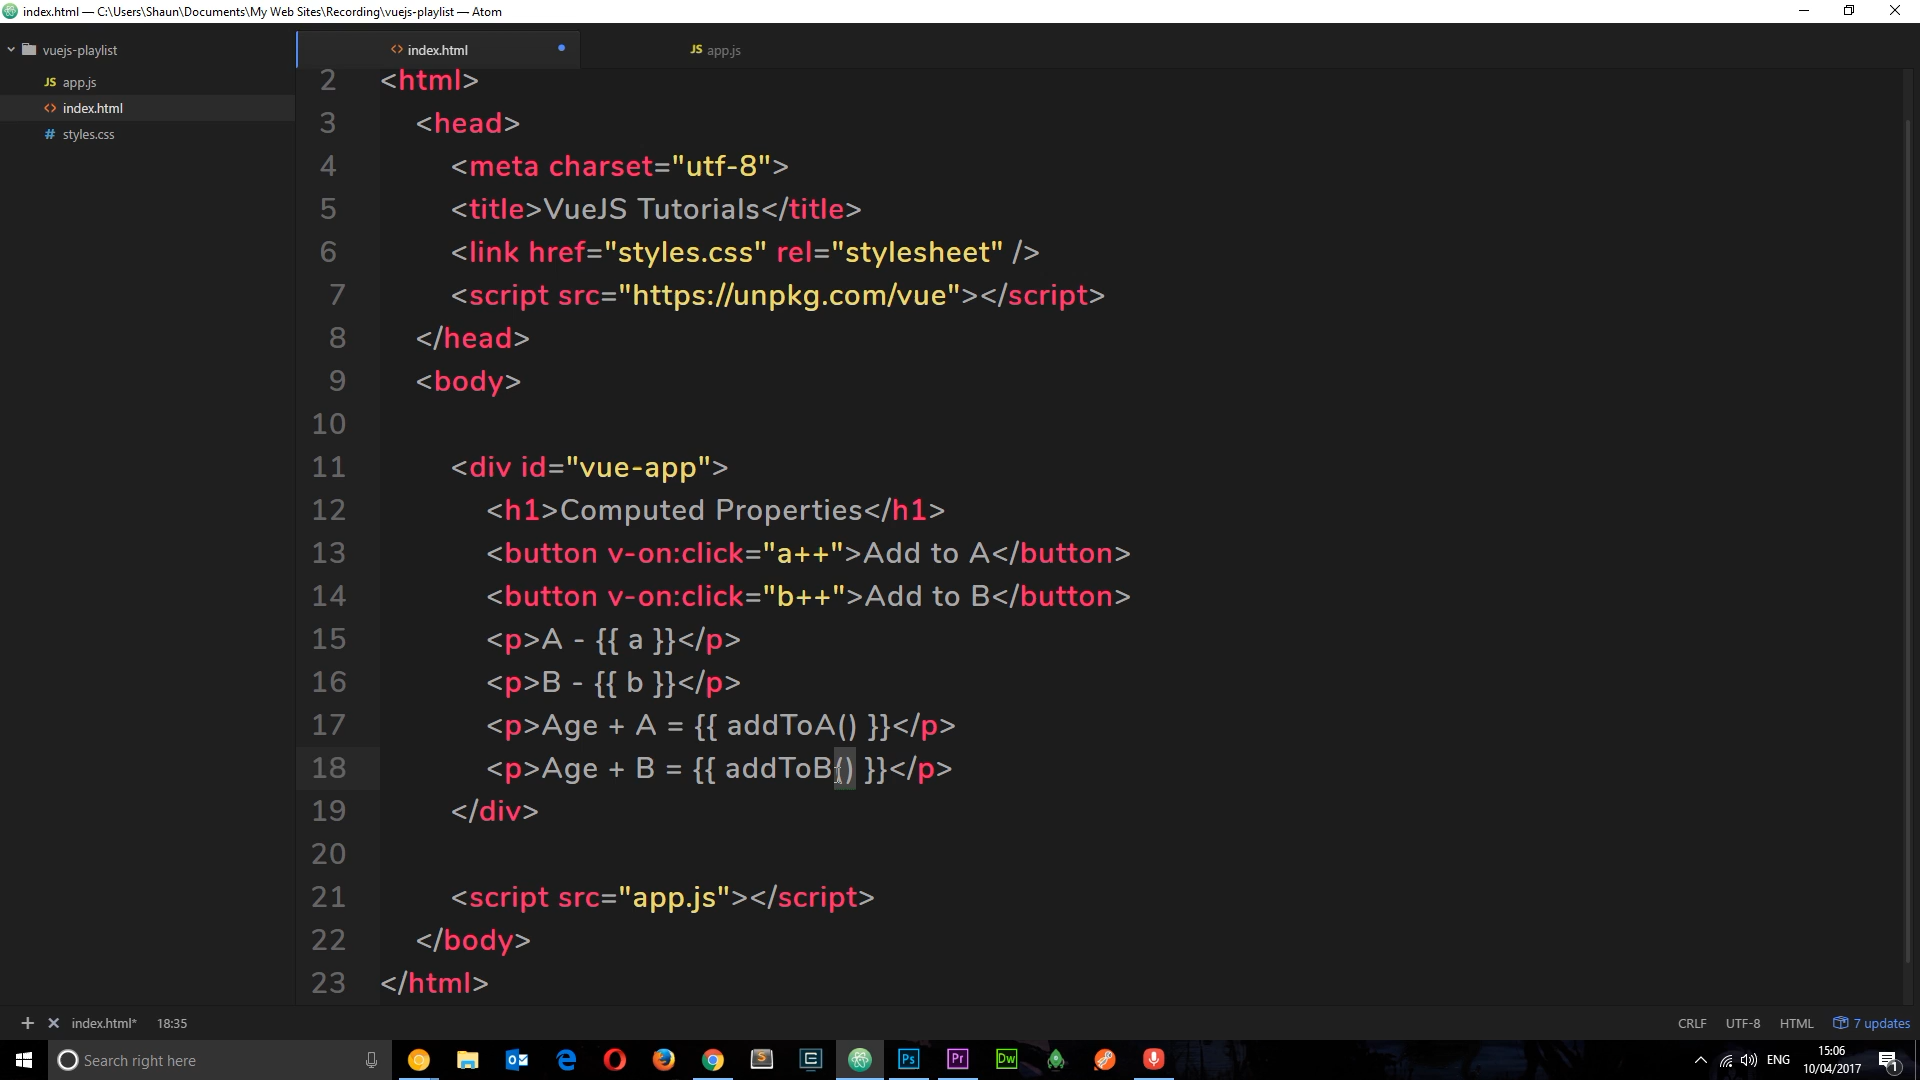 index.html — C:\Users\Shaun\Documents\My Web Sites\Recording\vuejs-playlist — Atom
vuejs-playlist
JS app.js
<> index.html
# styles.css
<> index.html
JS app.js
2 <html>
3 <head>
4 <meta charset="utf-8">
5 <title>VueJS Tutorials</title>
6 <link href="styles.css" rel="stylesheet" />
7 <script src="https://unpkg.com/vue"></script>
8 </head>
9 <body>
10
11 <div id="vue-app">
12 <h1>Computed Properties</h1>
13 <button v-on:click="a++">Add to A</button>
14 <button v-on:click="b++">Add to B</button>
15 <p>A - {{ a }}</p>
16 <p>B - {{ b }}</p>
17 <p>Age + A = {{ addToA() }}</p>
18 <p>Age + B = {{ addToB() }}</p>
19 </div>
20
21 <script src="app.js"></script>
22 </body>
23 </html>
index.html* 18:35
CRLF UTF-8 HTML 7 updates
Search right here
S
Ps
Pr
Dw
ENG
15:06
10/04/2017
1